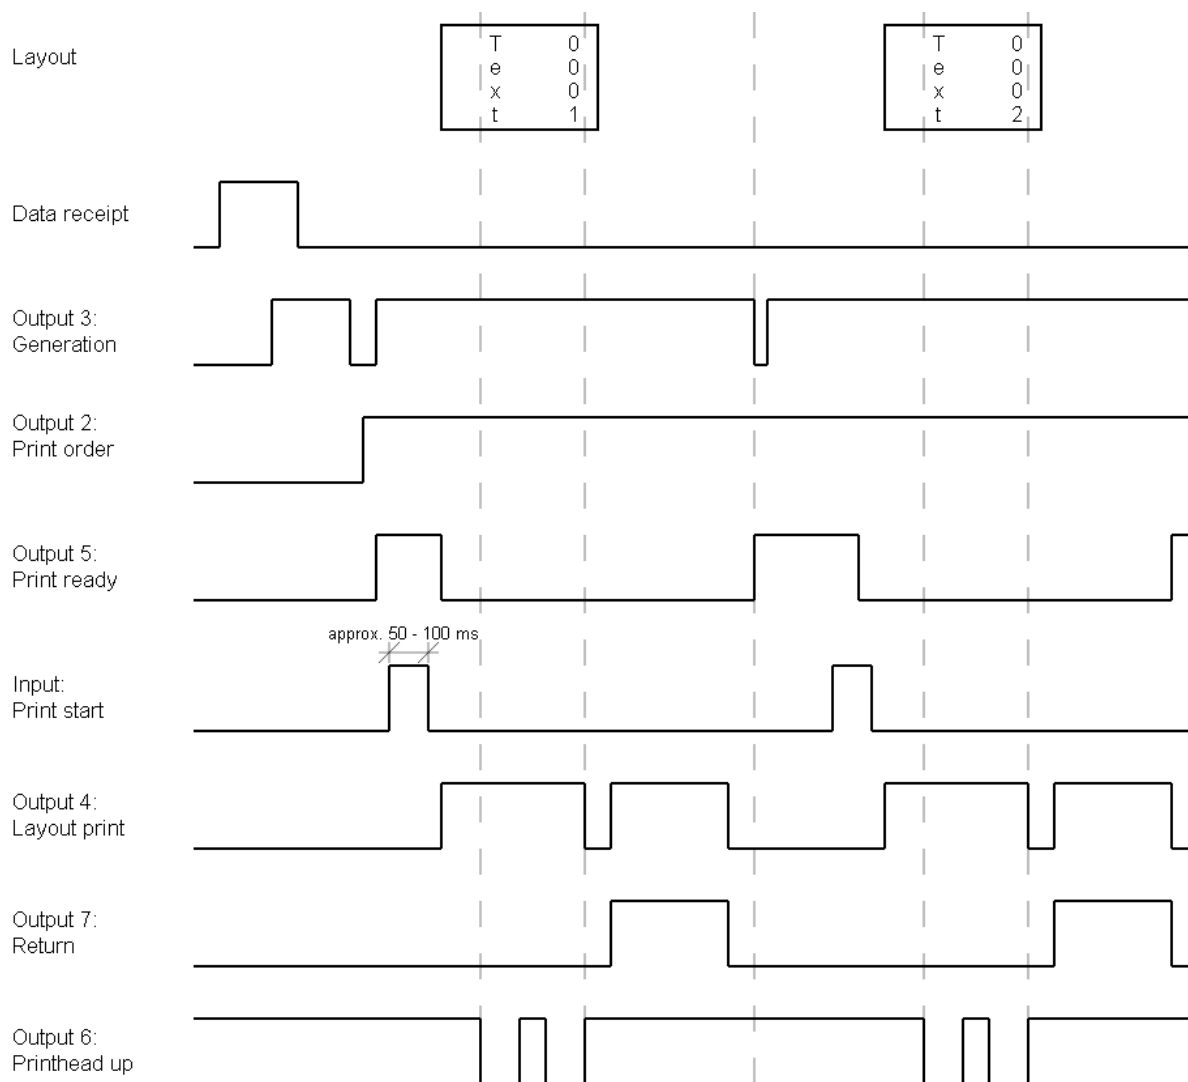 Layout
T 0
e 0
x 0
t 1
T 0
e 0
x 0
t 2
Data receipt
Output 3:
Generation
Output 2:
Print order
Output 5:
Print ready
approx. 50 - 100 ms
Input:
Print start
Output 4:
Layout print
Output 7:
Return
Output 6:
Printhead up